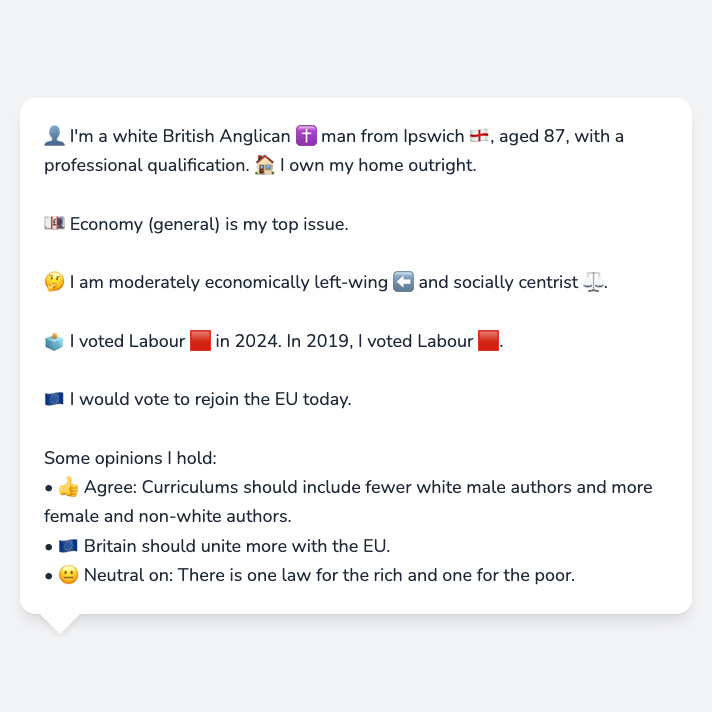 👤 I'm a white British Anglican ✝️ man from Ipswich 🏴󠁧󠁢󠁥󠁮󠁧󠁿, aged 87, with a
professional qualification. 🏠 I own my home outright.
💷 Economy (general) is my top issue.
🤔 I am moderately economically left-wing ⬅️ and socially centrist ⚖️.
🗳️ I voted Labour 🟥 in 2024. In 2019, I voted Labour 🟥.
🇪🇺 I would vote to rejoin the EU today.
Some opinions I hold:
• 👍 Agree: Curriculums should include fewer white male authors and more
female and non-white authors.
• 🇪🇺 Britain should unite more with the EU.
• 😐 Neutral on: There is one law for the rich and one for the poor.